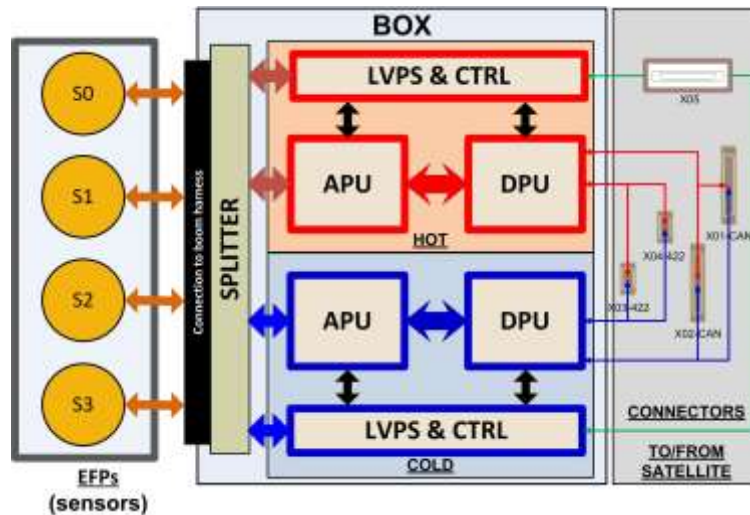 BOX
S0
S1
S2
S3
EFPs
(sensors)
Connection to boom harness
SPLITTER
LVPS & CTRL
APU
DPU
HOT
APU
DPU
LVPS & CTRL
COLD
X05
X01-CAN
X04-422
X03-422
X02-CAN
CONNECTORS
TO/FROM
SATELLITE